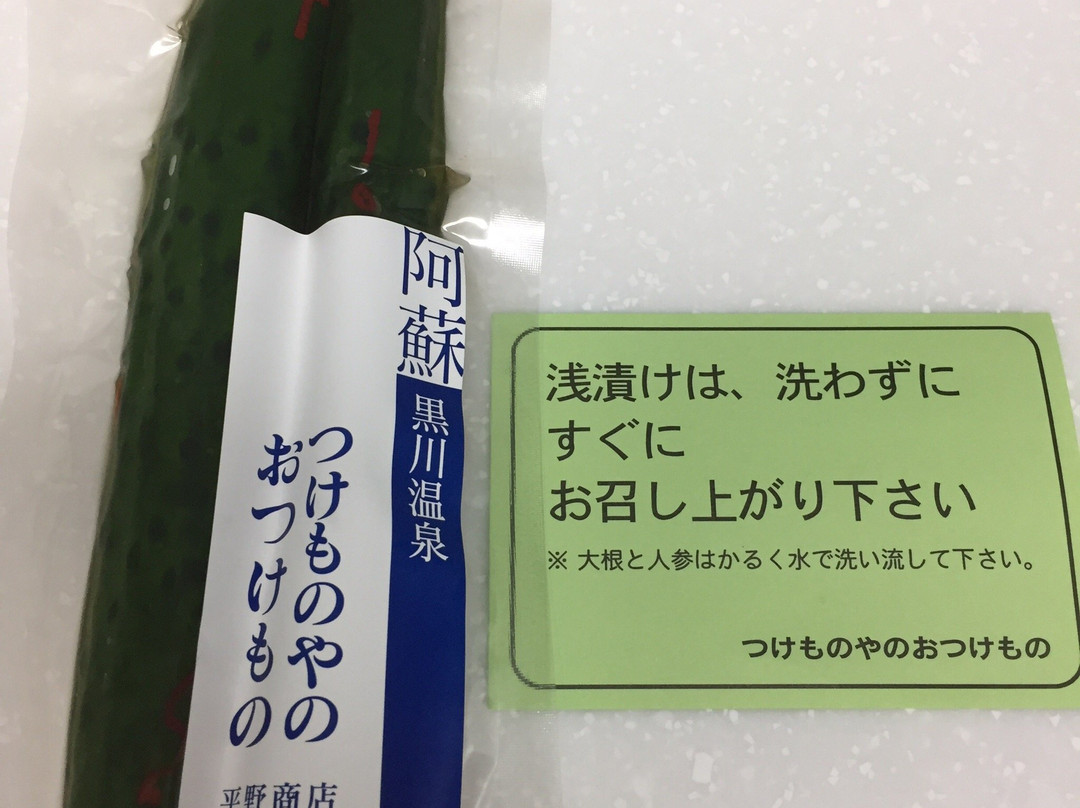 阿蘇
黒川温泉
つけものやの
おつけもの
平野商店
浅漬けは、洗わずに
すぐに
お召し上がり下さい
※ 大根と人参はかるく水で洗い流して下さい。
つけものやのおつけもの